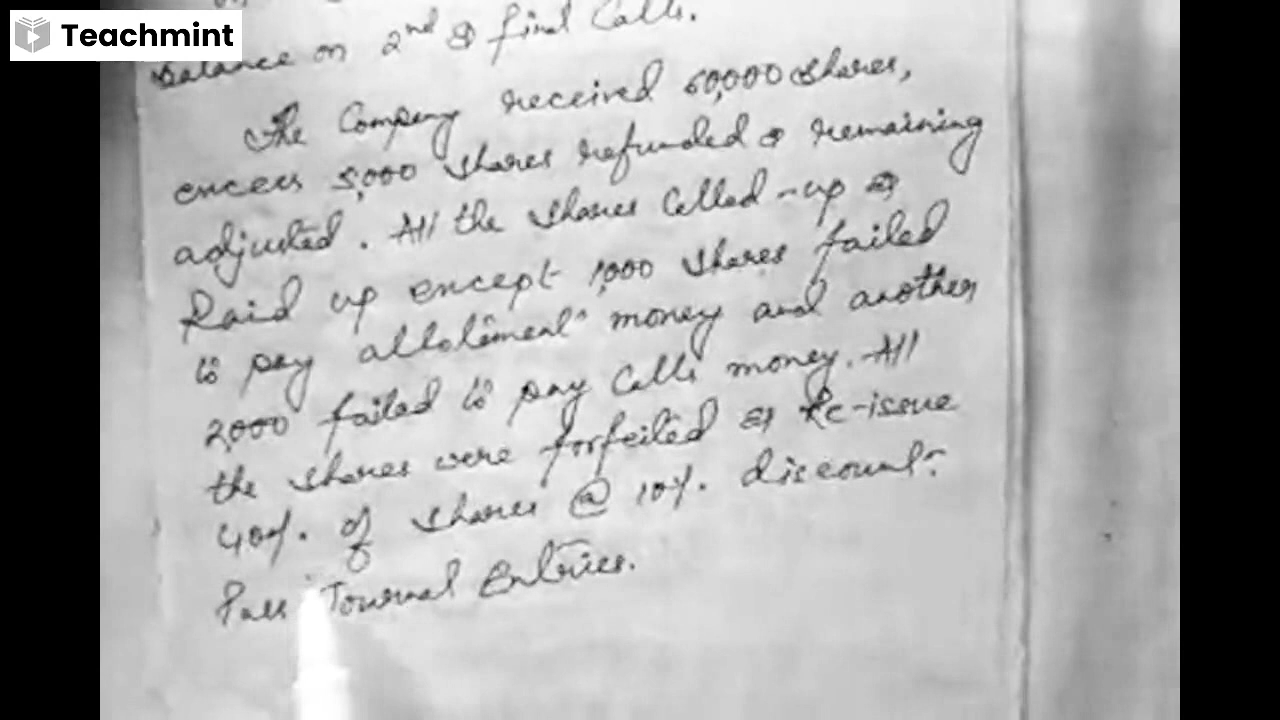 Teachmint
Balance on 2nd & final Calls.
The Company received 60,000 shares,
excess 5,000 shares refunded & remaining
adjusted. All the shares Called-up &
Paid up except 1,000 shares failed
to pay allotment money and another
2,000 failed to pay Calls money. All
the shares were forfeited & Re-issue
40%. of shares @ 10%. discount.
Pass Journal Entries.